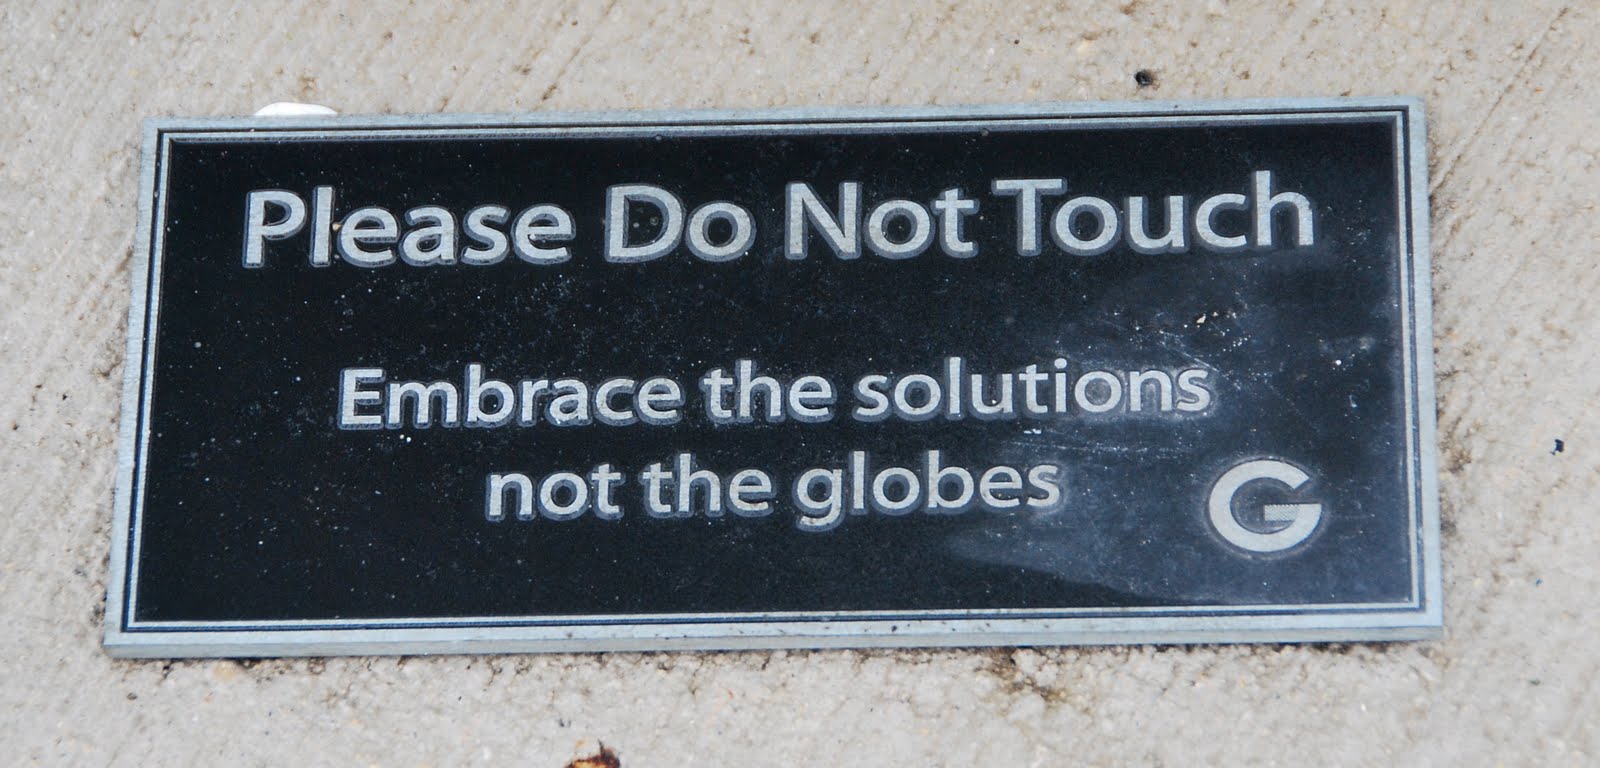 Please Do Not Touch
Embrace the solutions
not the globes
G